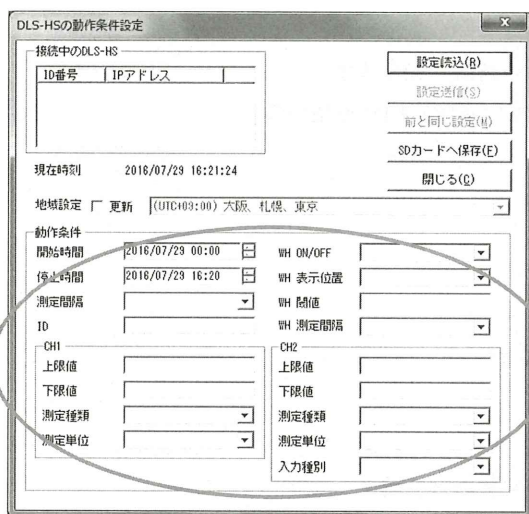 DLS-HSの動作条件設定
接続中のDLS-HS
ID番号 IPアドレス
設定読込(R)
設定送信(S)
前と同じ設定(M)
SDカードへ保存(F)
閉じる(C)
現在時刻 2016/07/29 16:21:24
地域設定 更新 (UTC+09:00) 大阪、札幌、東京
動作条件
開始時間 2016/07/29 00:00
停止時間 2016/07/29 16:20
測定間隔
ID
WH ON/OFF
WH 表示位置
WH 閾値
WH 測定間隔
CH1
上限値
下限値
測定種類
測定単位
CH2
上限値
下限値
測定種類
測定単位
入力種別